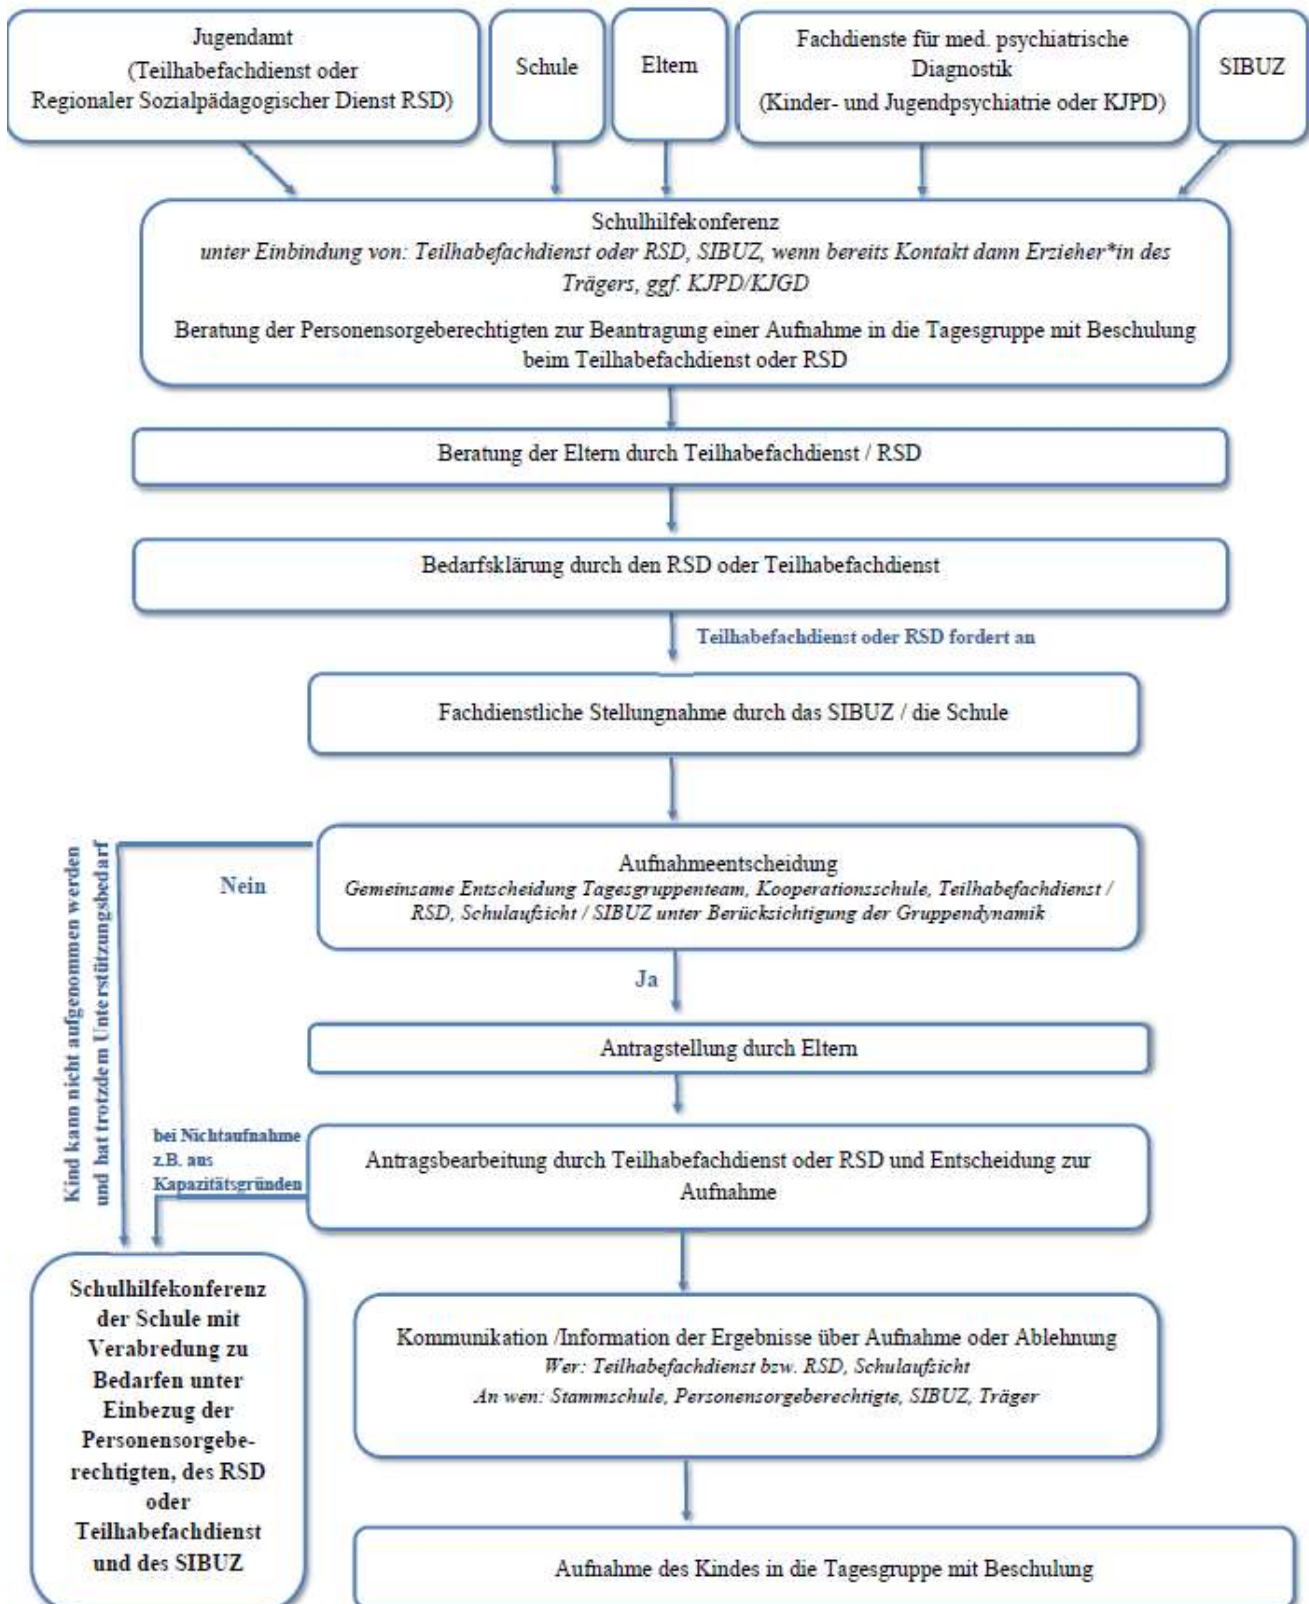 Jugendamt
(Teilhabefachdienst oder
Regionaler Sozialpädagogischer Dienst RSD)
Schule
Eltern
Fachdienste für med. psychiatrische
Diagnostik
(Kinder- und Jugendpsychiatrie oder KJPD)
SIBUZ
Schulhilfekonferenz
unter Einbindung von: Teilhabefachdienst oder RSD, SIBUZ, wenn bereits Kontakt dann Erzieher*in des
Trägers, ggf. KJPD/KJGD
Beratung der Personensorgeberechtigten zur Beantragung einer Aufnahme in die Tagesgruppe mit Beschulung
beim Teilhabefachdienst oder RSD
Beratung der Eltern durch Teilhabefachdienst / RSD
Bedarfsklärung durch den RSD oder Teilhabefachdienst
Teilhabefachdienst oder RSD fordert an
Fachdienstliche Stellungnahme durch das SIBUZ / die Schule
Aufnahmeentscheidung
Gemeinsame Entscheidung Tagesgruppenteam, Kooperationsschule, Teilhabefachdienst /
RSD, Schulaufsicht / SIBUZ unter Berücksichtigung der Gruppendynamik
Nein
Kind kann nicht aufgenommen werden
und hat trotzdem Unterstützungsbedarf
Ja
Antragstellung durch Eltern
bei Nichtaufnahme
z.B. aus
Kapazitätsgründen
Antragsbearbeitung durch Teilhabefachdienst oder RSD und Entscheidung zur
Aufnahme
Schulhilfekonferenz
der Schule mit
Verabredung zu
Bedarfen unter
Einbezug der
Personensorgebe-
rechtigten, des RSD
oder
Teilhabefachdienst
und des SIBUZ
Kommunikation /Information der Ergebnisse über Aufnahme oder Ablehnung
Wer: Teilhabefachdienst bzw. RSD, Schulaufsicht
An wen: Stammschule, Personensorgeberechtigte, SIBUZ, Träger
Aufnahme des Kindes in die Tagesgruppe mit Beschulung